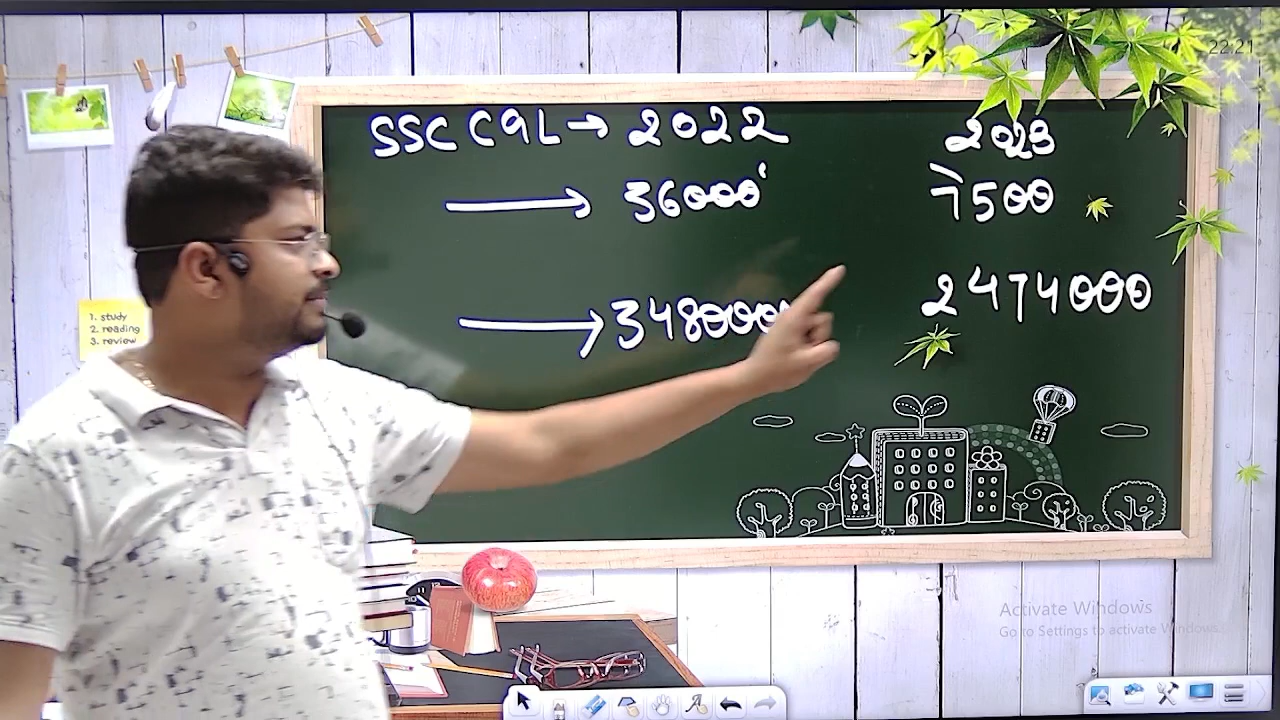 22:21
SSC CGL → 2022 2023
→ 36000 7500
→ 348000 2474000
1. study
2. reading
3. review
Activate Windows
Go to Settings to activate Windows.